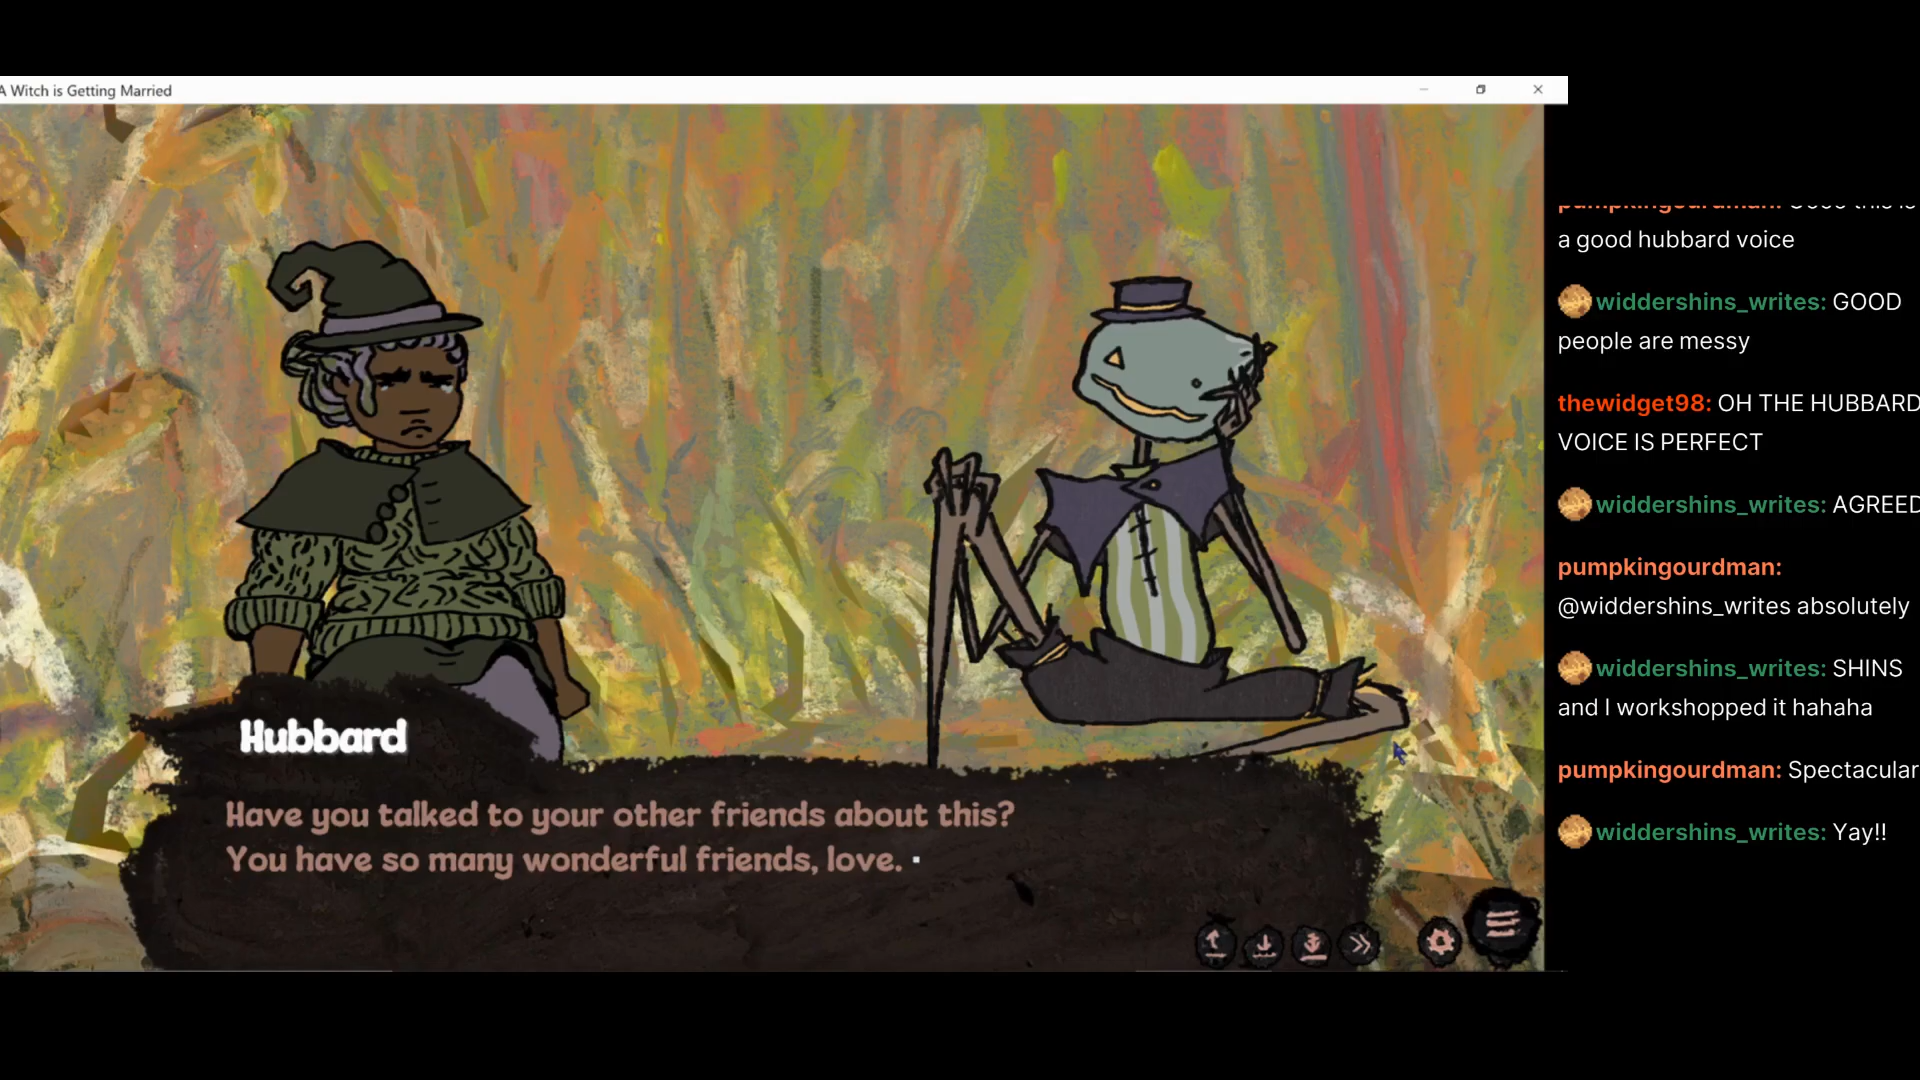 A Witch is Getting Married
a good hubbard voice
widdershins_writes: GOOD
people are messy
thewidget98: OH THE HUBBARD
VOICE IS PERFECT
widdershins_writes: AGREED
pumpkingourdman:
@widdershins_writes absolutely
widdershins_writes: SHINS
and I workshopped it hahaha
pumpkingourdman: Spectacular
widdershins_writes: Yay!!
Hubbard
Have you talked to your other friends about this?
You have so many wonderful friends, love.